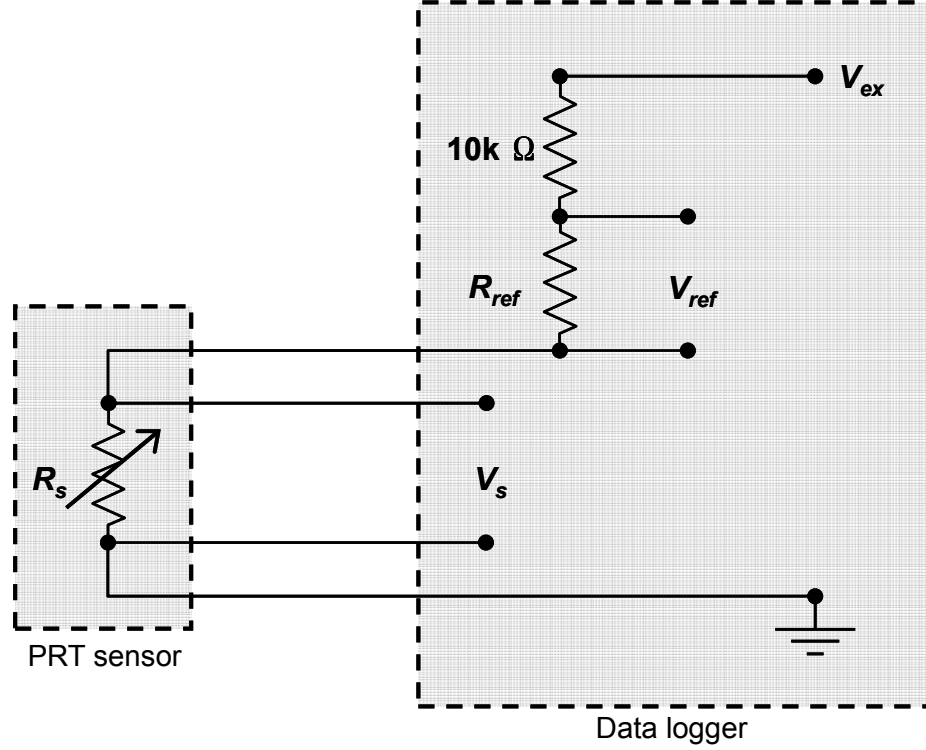 V_ex
10k Ω
R_ref
V_ref
R_s
V_s
PRT sensor
Data logger